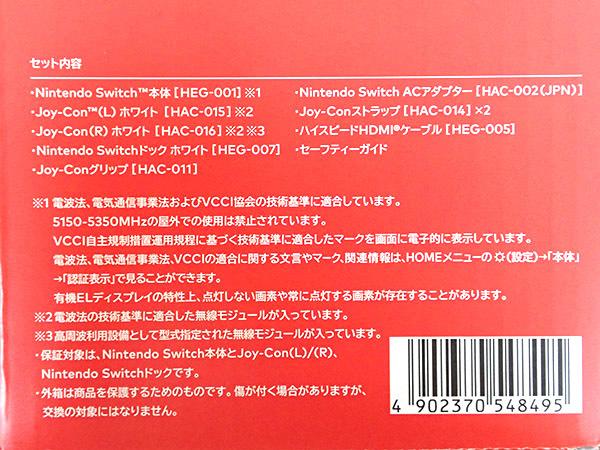 セット内容
・Nintendo Switch™本体 [HEG-001] ※1
・Joy-Con™(L) ホワイト [HAC-015] ※2
・Joy-Con(R) ホワイト [HAC-016] ※2 ※3
・Nintendo Switchドック ホワイト [HEG-007]
・Joy-Conグリップ [HAC-011]
・Nintendo Switch ACアダプター [HAC-002(JPN)]
・Joy-Conストラップ [HAC-014] ×2
・ハイスピードHDMI®ケーブル [HEG-005]
・セーフティーガイド
※1 電波法、電気通信事業法およびVCCI協会の技術基準に適合しています。
5150-5350MHzの屋外での使用は禁止されています。
VCCI自主規制措置運用規程に基づく技術基準に適合したマークを画面に電子的に表示しています。
電波法、電気通信事業法、VCCIの適合に関する文言やマーク、関連情報は、HOMEメニューの(設定)→「本体」
→「認証表示」で見ることができます。
有機ELディスプレイの特性上、点灯しない画素や常に点灯する画素が存在することがあります。
※2 電波法の技術基準に適合した無線モジュールが入っています。
※3 高周波利用設備として型式指定された無線モジュールが入っています。
・保証対象は、Nintendo Switch本体とJoy-Con(L)/(R)、
Nintendo Switchドックです。
・外箱は商品を保護するためのものです。傷が付く場合がありますが、
交換の対象にはなりません。
4 902370 548495